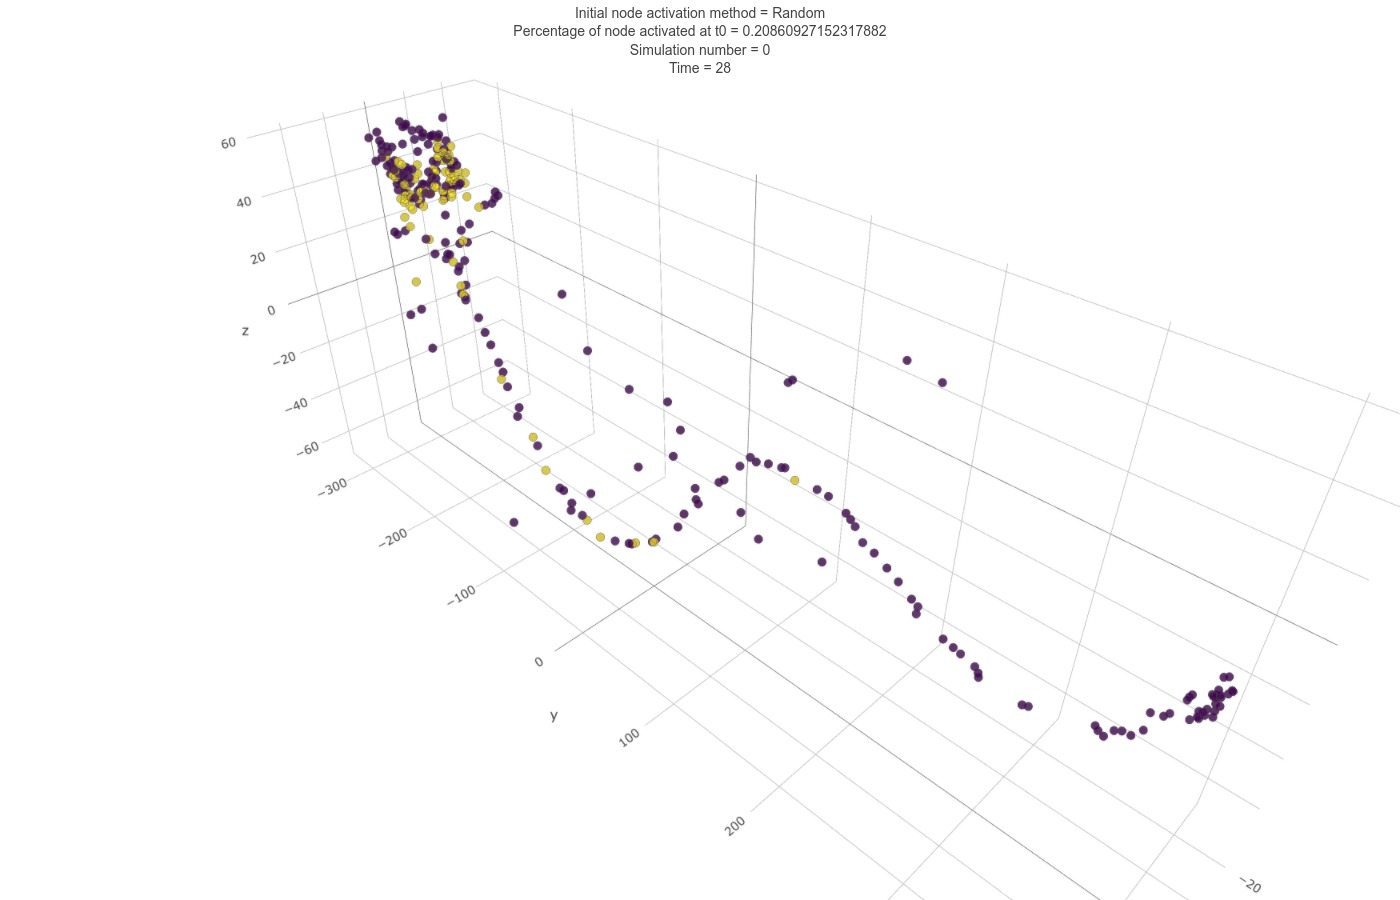 Initial node activation method = Random
Percentage of node activated at t0 = 0.20860927152317882
Simulation number = 0
Time = 28
60
40
20
0
z
−20
−40
−60
−300
−200
−100
0
y
100
200
−20